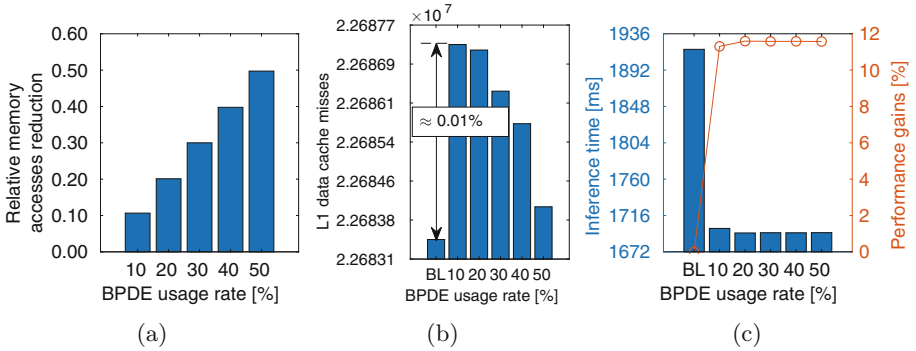 0.60
0.50
0.40
0.30
0.20
0.10
0.00
Relative memory
accesses reduction
10 20 30 40 50
BPDE usage rate [%]
(a)
× 10⁷
2.26877
2.26869
2.26861
2.26854
2.26846
2.26838
2.26831
L1 data cache misses
≈ 0.01%
BL 10 20 30 40 50
BPDE usage rate [%]
(b)
1936
1892
1848
1804
1760
1716
1672
Inference time [ms]
12
10
8
6
4
2
0
Performance gains [%]
BL 10 20 30 40 50
BPDE usage rate [%]
(c)